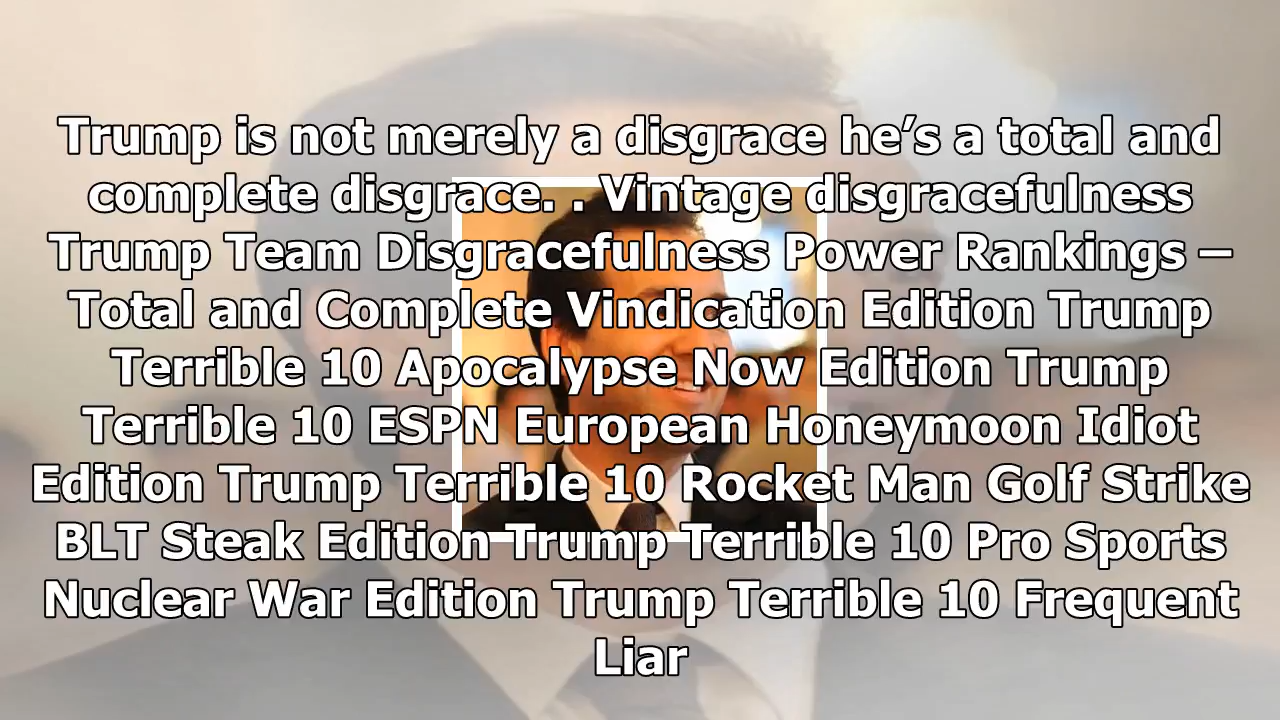 Trump is not merely a disgrace he’s a total and
complete disgrace. . Vintage disgracefulness
Trump Team Disgracefulness Power Rankings –
Total and Complete Vindication Edition Trump
Terrible 10 Apocalypse Now Edition Trump
Terrible 10 ESPN European Honeymoon Idiot
Edition Trump Terrible 10 Rocket Man Golf Strike
BLT Steak Edition Trump Terrible 10 Pro Sports
Nuclear War Edition Trump Terrible 10 Frequent
Liar